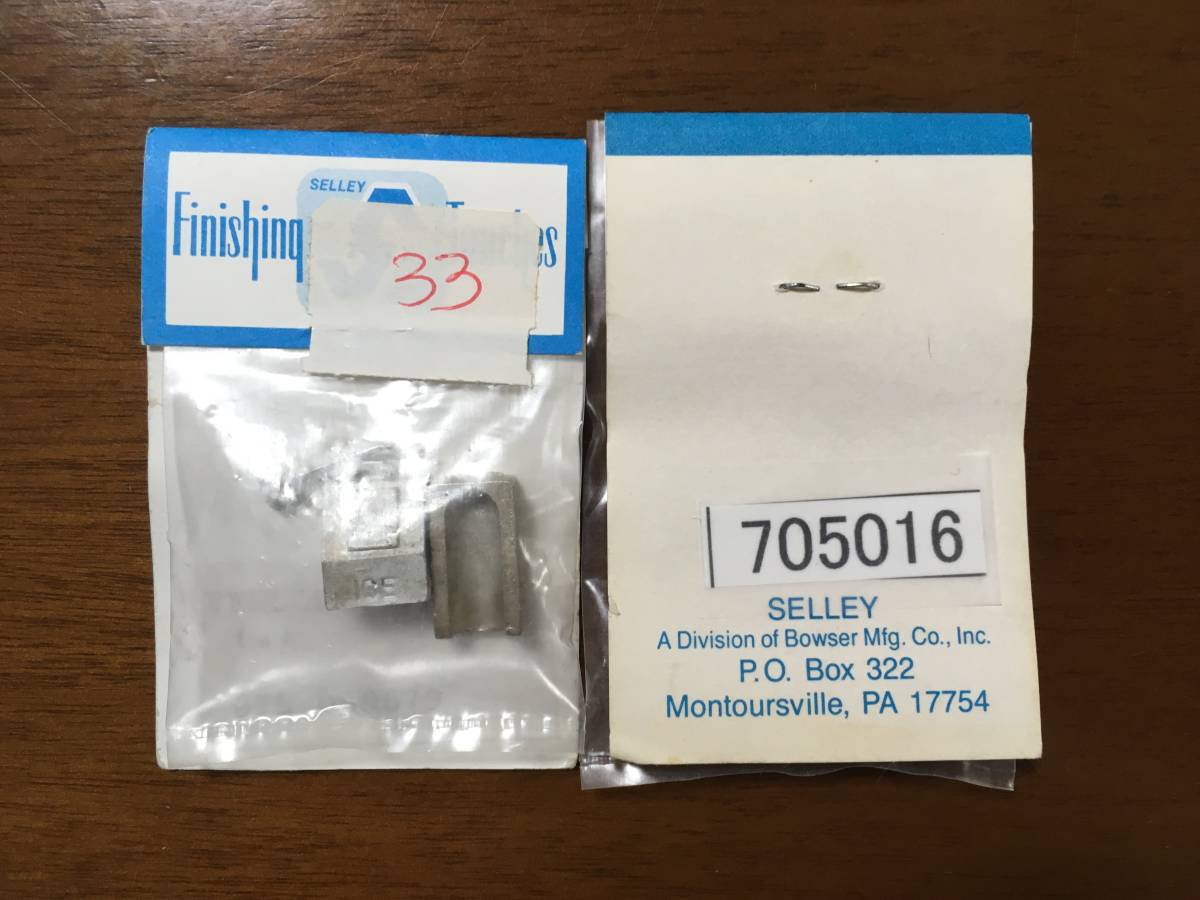 SELLEY
Finishing
33
ICE
705016
SELLEY
A Division of Bowser Mfg. Co., Inc.
P.O. Box 322
Montoursville, PA 17754